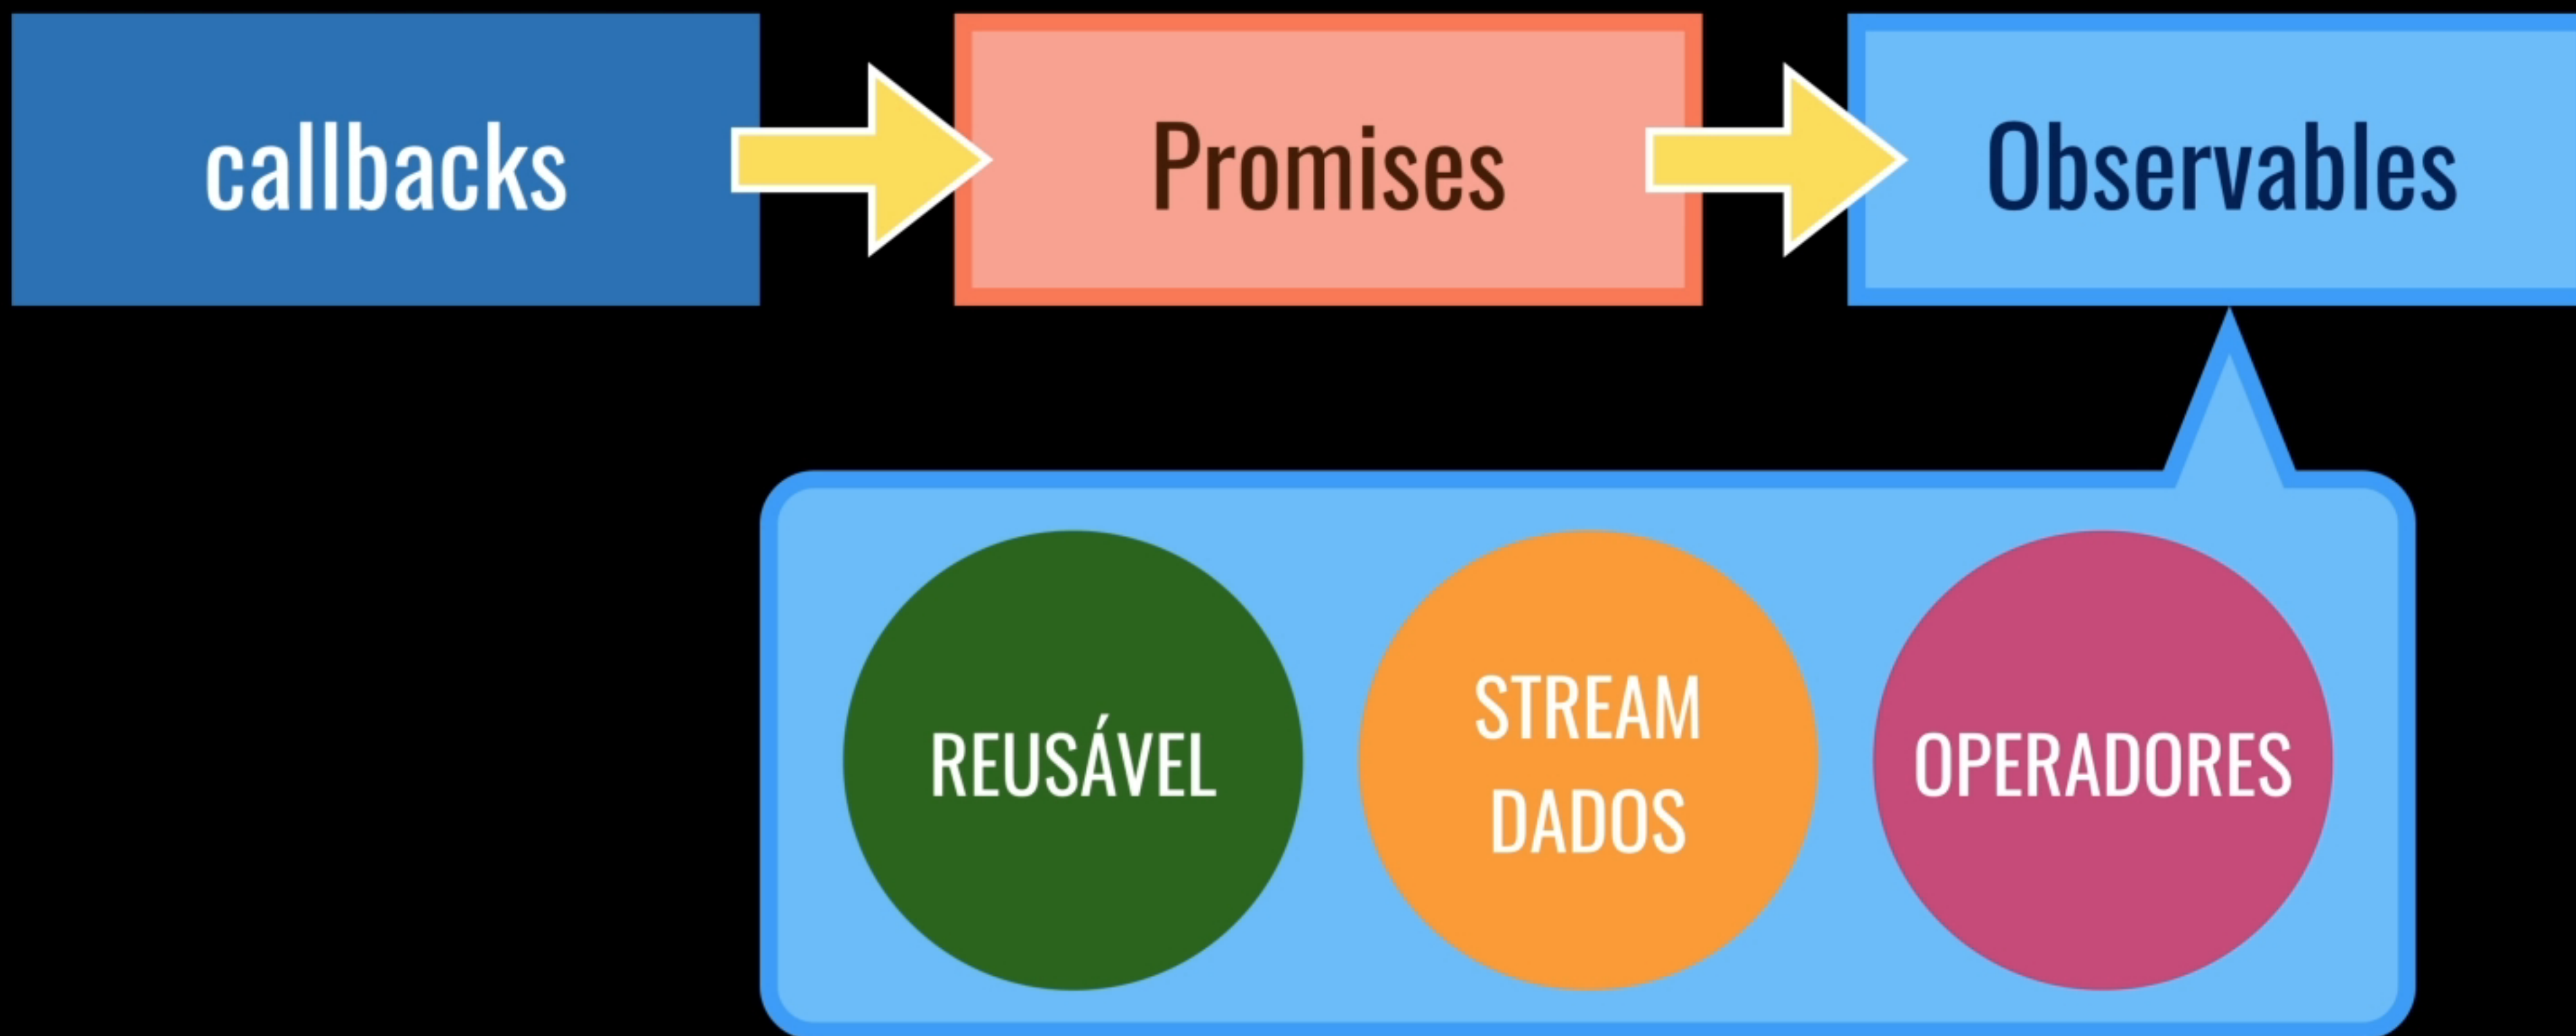 callbacks
Promises
Observables
REUSÁVEL
STREAM
DADOS
OPERADORES